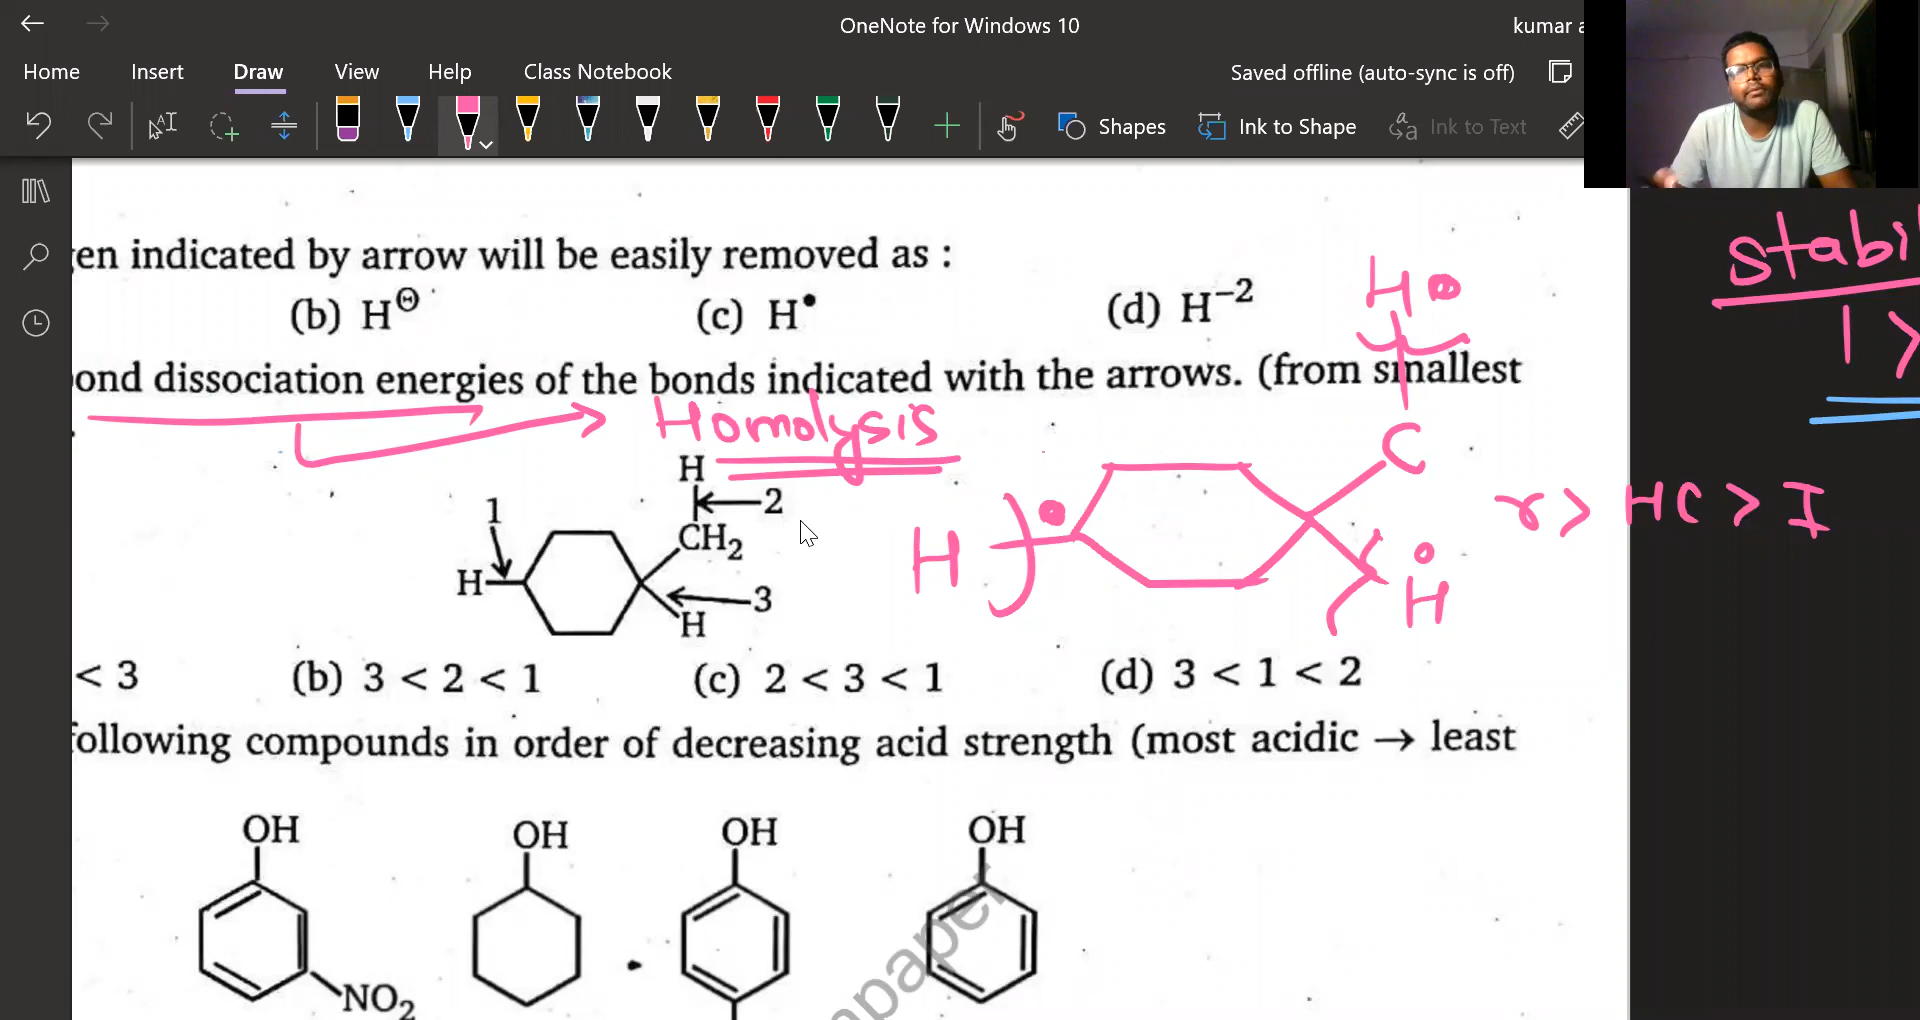 OneNote for Windows 10
kumar a
Home Insert Draw View Help Class Notebook
Saved offline (auto-sync is off)
Shapes Ink to Shape Ink to Text
en indicated by arrow will be easily removed as :
(b) H⊖ (c) H• (d) H⁻²
H•
stabil
1 >
ond dissociation energies of the bonds indicated with the arrows. (from smallest
Homolysis
H
1
2
CH₂
H
3
H
C
H
H
r > HC > I
< 3 (b) 3 < 2 < 1 (c) 2 < 3 < 1 (d) 3 < 1 < 2
following compounds in order of decreasing acid strength (most acidic → least
OH OH OH OH
NO₂
paper